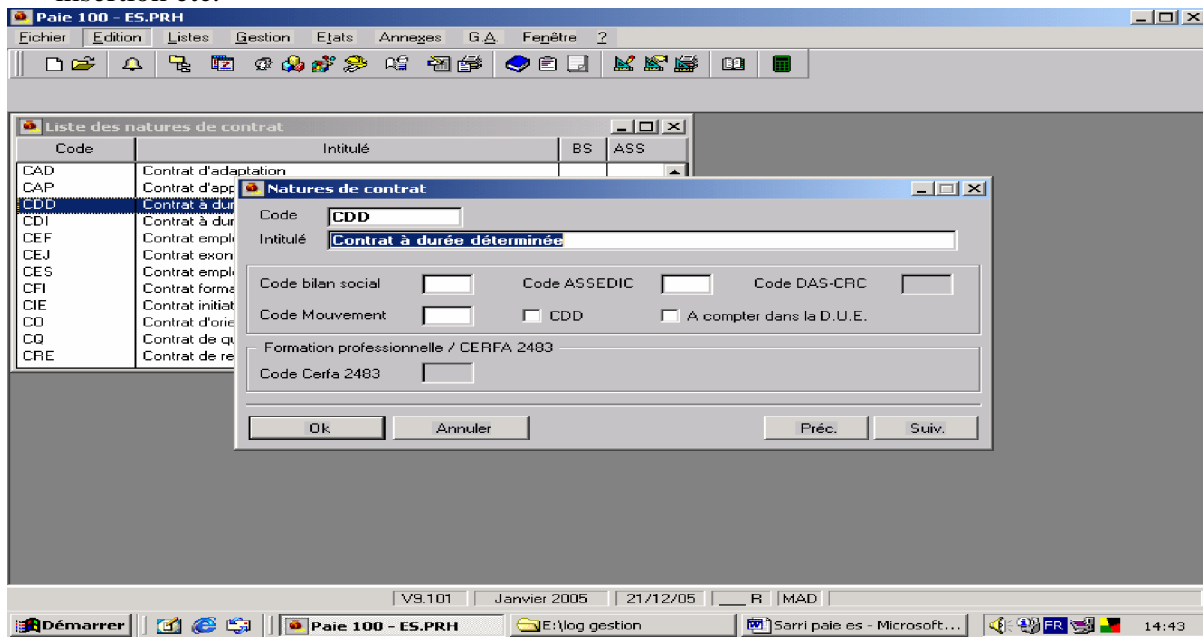 insertion etc.
Paie 100 - ES.PRH
Fichier Edition Listes Gestion Etats Annexes G.A. Fenêtre ?
Liste des natures de contrat
Code Intitulé BS ASS
CAD Contrat d'adaptation
CAP Contrat d'app
CDD Contrat à dur
CDI Contrat à dur
CEF Contrat empl
CEJ Contrat exon
CES Contrat empl
CFI Contrat forma
CIE Contrat initiat
CO Contrat d'orie
CQ Contrat de qu
CRE Contrat de re
Natures de contrat
Code CDD
Intitulé Contrat à durée déterminée
Code bilan social Code ASSEDIC Code DAS-CRC
Code Mouvement CDD A compter dans la D.U.E.
Formation professionnelle / CERFA 2483
Code Cerfa 2483
Ok Annuler Préc. Suiv.
V9.101 Janvier 2005 21/12/05 ___ R MAD
Démarrer Paie 100 - ES.PRH E:\log gestion Sarri paie es - Microsoft... FR 14:43